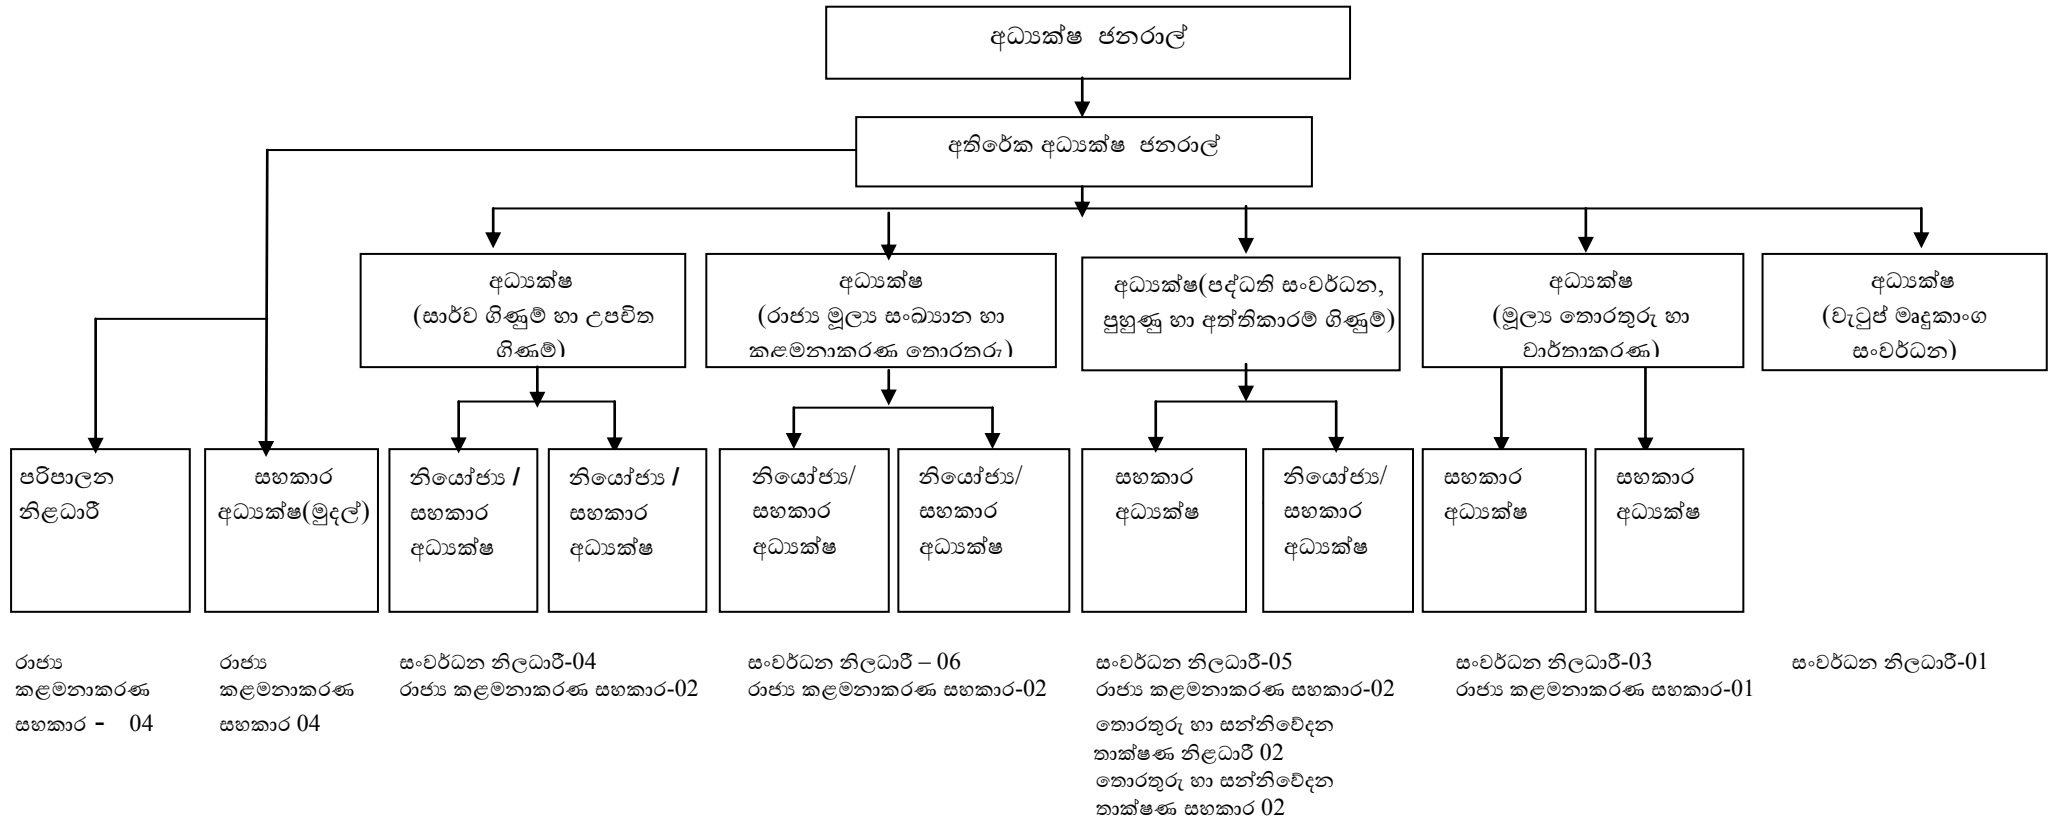 අධ්‍යක්ෂ ජනරාල්
අතිරේක අධ්‍යක්ෂ ජනරාල්
අධ්‍යක්ෂ
(සාර්ව ගිණුම් හා උපචිත
ගිණුම්)
අධ්‍යක්ෂ
(රාජ්‍ය මූල්‍ය සංඛ්‍යාන හා
කළමනාකරණ තොරතුරු)
අධ්‍යක්ෂ(පද්ධති සංවර්ධන,
පුහුණු හා අත්තිකාරම් ගිණුම්)
අධ්‍යක්ෂ
(මූල්‍ය තොරතුරු හා
වාර්තාකරණ)
අධ්‍යක්ෂ
(වැටුප් මෘදුකාංග
සංවර්ධන)
පරිපාලන
නිළධාරී
සහකාර
අධ්‍යක්ෂ(මුදල්)
නියෝජ්‍ය /
සහකාර
අධ්‍යක්ෂ
නියෝජ්‍ය /
සහකාර
අධ්‍යක්ෂ
නියෝජ්‍ය/
සහකාර
අධ්‍යක්ෂ
නියෝජ්‍ය/
සහකාර
අධ්‍යක්ෂ
සහකාර
අධ්‍යක්ෂ
නියෝජ්‍ය/
සහකාර
අධ්‍යක්ෂ
සහකාර
අධ්‍යක්ෂ
සහකාර
අධ්‍යක්ෂ
රාජ්‍ය
කළමනාකරණ
සහකාර - 04
රාජ්‍ය
කළමනාකරණ
සහකාර 04
සංවර්ධන නිලධාරී-04
රාජ්‍ය කළමනාකරණ සහකාර-02
සංවර්ධන නිලධාරී – 06
රාජ්‍ය කළමනාකරණ සහකාර-02
සංවර්ධන නිලධාරී-05
රාජ්‍ය කළමනාකරණ සහකාර-02
තොරතුරු හා සන්නිවේදන
තාක්ෂණ නිළධාරී 02
තොරතුරු හා සන්නිවේදන
තාක්ෂණ සහකාර 02
සංවර්ධන නිලධාරී-03
රාජ්‍ය කළමනාකරණ සහකාර-01
සංවර්ධන නිලධාරී-01